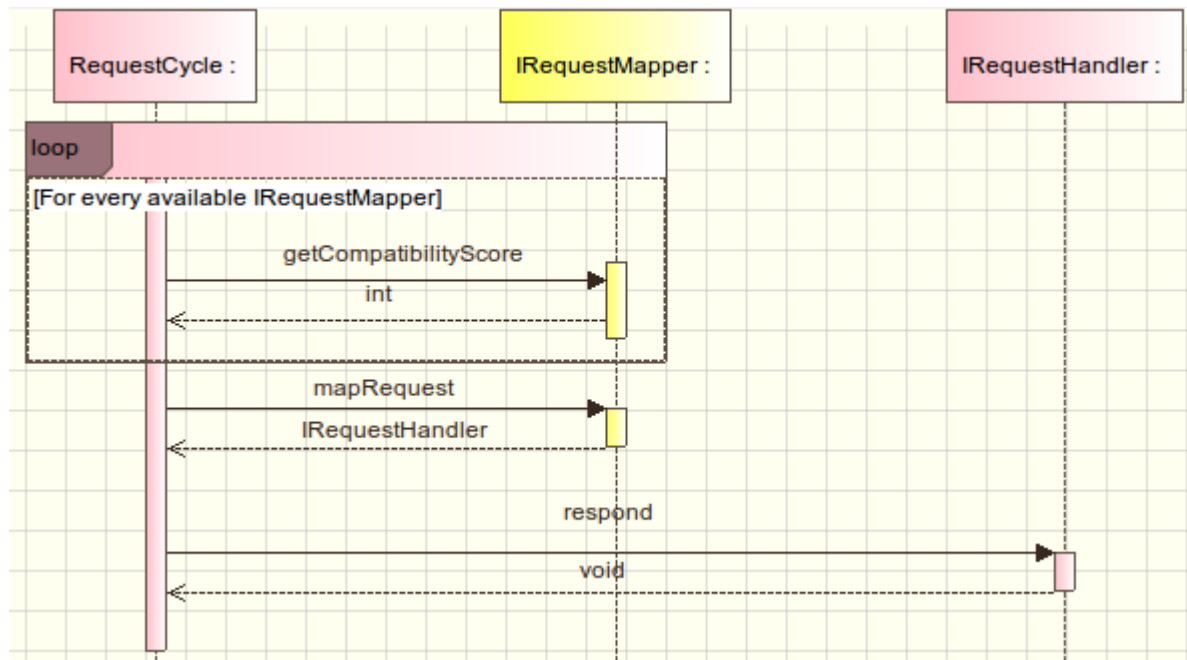 RequestCycle :
IRequestMapper :
IRequestHandler :
loop
[For every available IRequestMapper]
getCompatibilityScore
int
mapRequest
IRequestHandler
respond
void